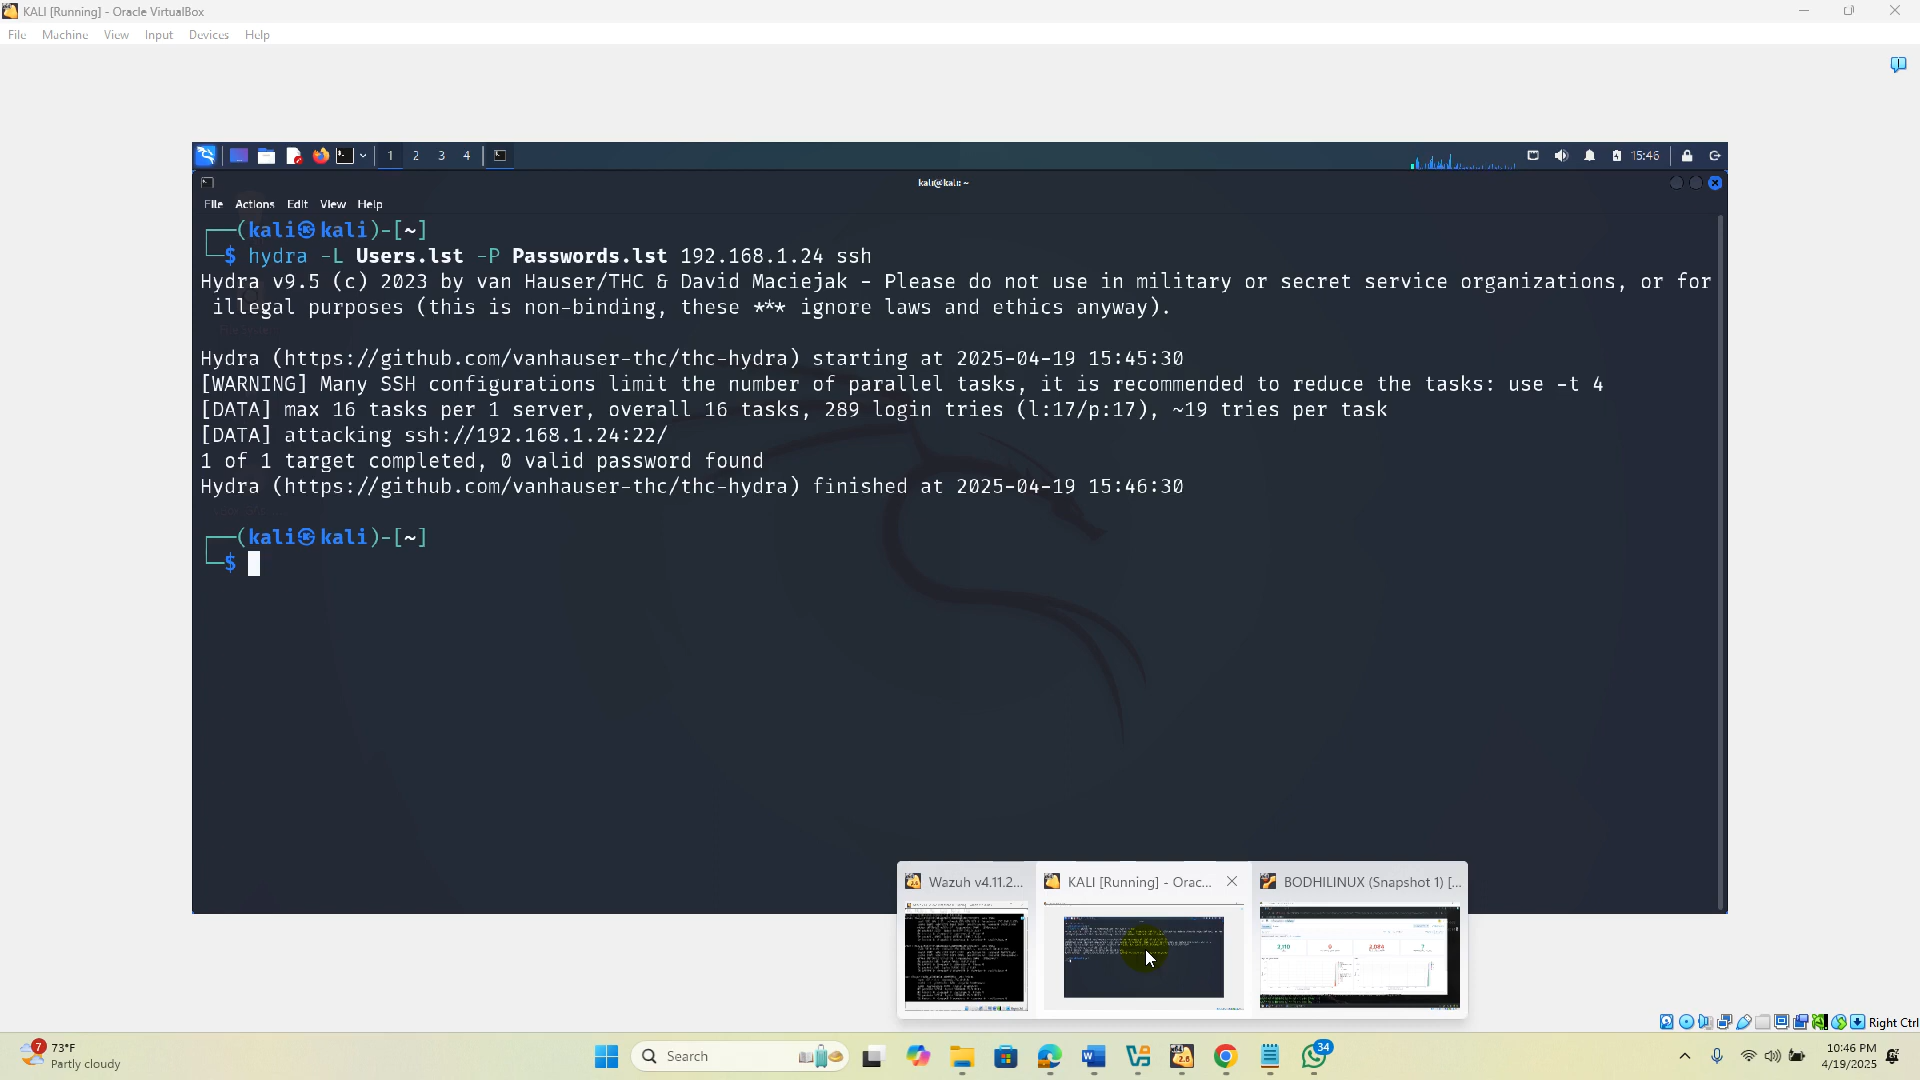 KALI [Running] - Oracle VirtualBox
File Machine View Input Devices Help
1 2 3 4 15:46
kali@kali: ~
File Actions Edit View Help
┌──(kali㉿kali)-[~]
└─$ hydra -L Users.lst -P Passwords.lst 192.168.1.24 ssh
Hydra v9.5 (c) 2023 by van Hauser/THC & David Maciejak - Please do not use in military or secret service organizations, or for
illegal purposes (this is non-binding, these *** ignore laws and ethics anyway).
Hydra (https://github.com/vanhauser-thc/thc-hydra) starting at 2025-04-19 15:45:30
[WARNING] Many SSH configurations limit the number of parallel tasks, it is recommended to reduce the tasks: use -t 4
[DATA] max 16 tasks per 1 server, overall 16 tasks, 289 login tries (l:17/p:17), ~19 tries per task
[DATA] attacking ssh://192.168.1.24:22/
1 of 1 target completed, 0 valid password found
Hydra (https://github.com/vanhauser-thc/thc-hydra) finished at 2025-04-19 15:46:30
┌──(kali㉿kali)-[~]
└─$
Wazuh v4.11.2... KALI [Running] - Orac... BODHILINUX (Snapshot 1) [...
Right Ctrl
7 73°F
Partly cloudy
Search
34
10:46 PM
4/19/2025